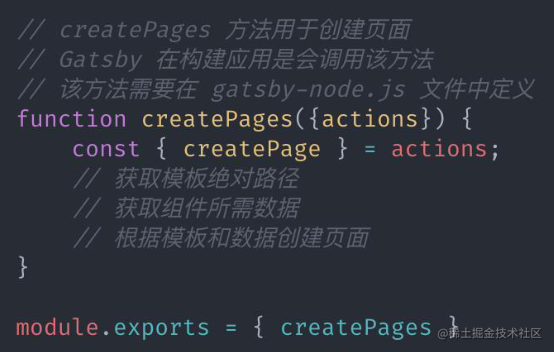 // createPages 方法用于创建页面
// Gatsby 在构建应用是会调用该方法
// 该方法需要在 gatsby-node.js 文件中定义
function createPages({actions}) {
    const { createPage } = actions;
    // 获取模板绝对路径
    // 获取组件所需数据
    // 根据模板和数据创建页面
}

module.exports = { createPages }
@稀土掘金技术社区